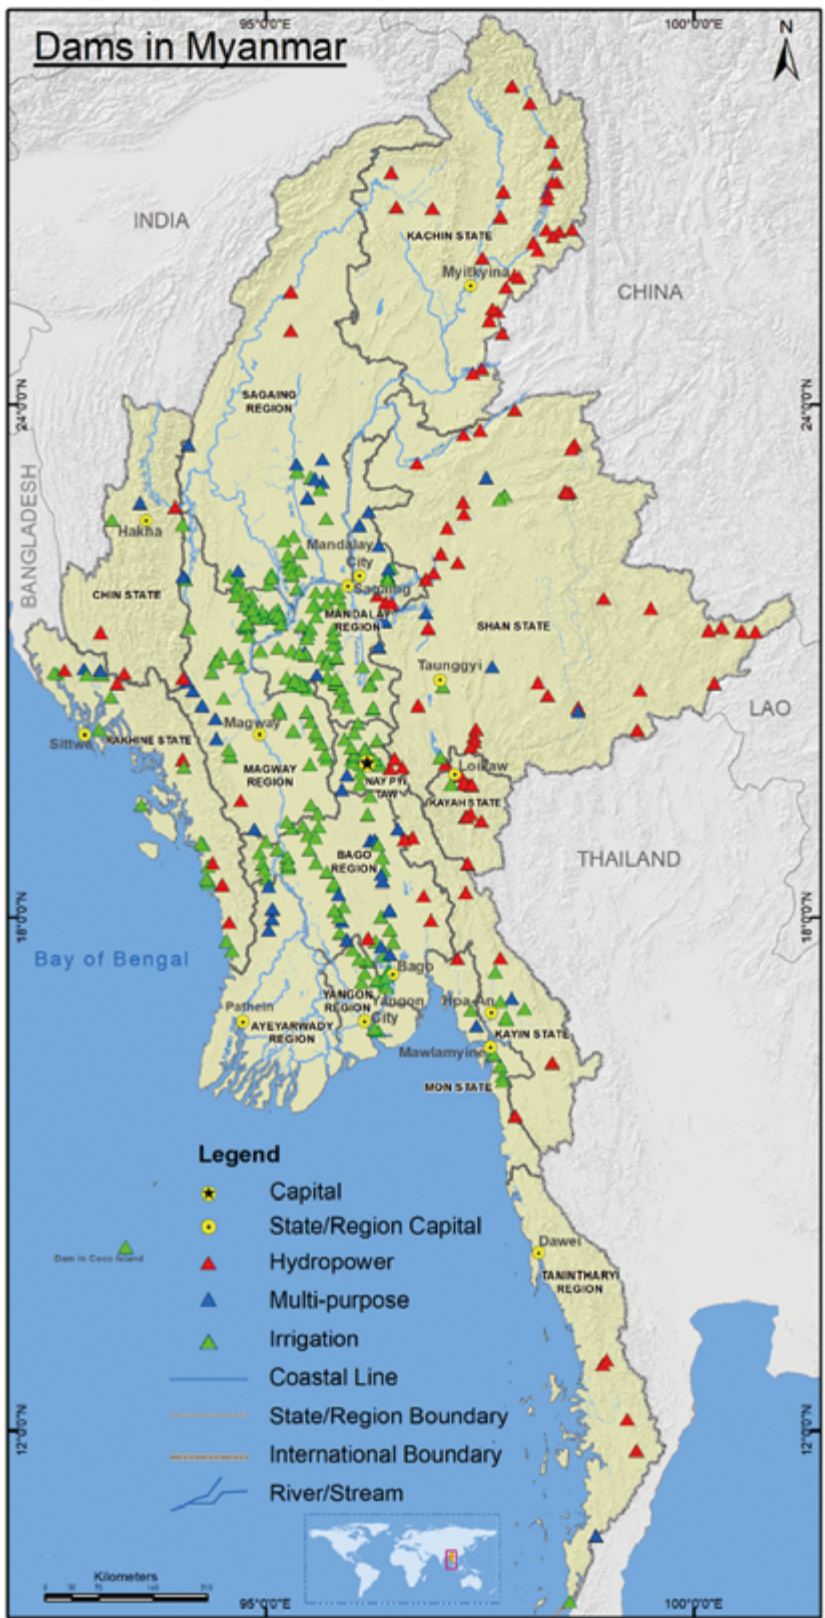 95°0'0"E
100°0'0"E
Dams in Myanmar
N
INDIA
KACHIN STATE
Myitkyina
CHINA
24°0'0"N
24°0'0"N
SAGAING
REGION
BANGLADESH
Hakha
Mandalay
City
Sagaing
CHIN STATE
MANDALAY
REGION
SHAN STATE
Taunggyi
LAO
Magway
Sittwe
RAKHINE STATE
MAGWAY
REGION
NAY PYI
TAW
Loikaw
KAYAH STATE
BAGO
REGION
THAILAND
18°0'0"N
18°0'0"N
Bay of Bengal
Bago
YANGON
REGION
Yangon
City
Pathein
AYEYARWADY
REGION
Hpa-An
KAYIN STATE
Mawlamyine
MON STATE
Legend
Capital
State/Region Capital
Hydropower
Multi-purpose
Irrigation
Coastal Line
State/Region Boundary
International Boundary
River/Stream
Dam in Coco Island
Dawei
TANINTHARYI
REGION
12°0'0"N
12°0'0"N
Kilometers
95°0'0"E
100°0'0"E